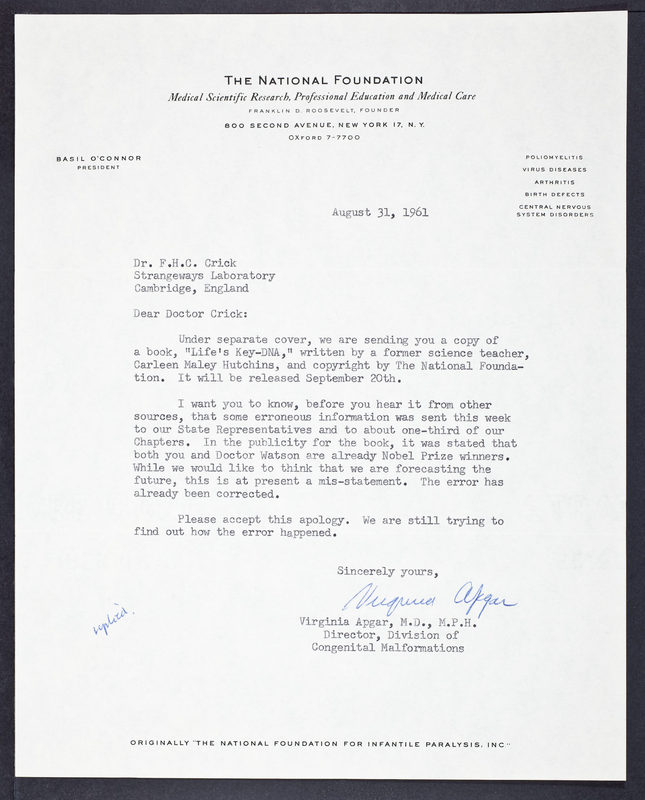 THE NATIONAL FOUNDATION
Medical Scientific Research, Professional Education and Medical Care
FRANKLIN D. ROOSEVELT, FOUNDER
800 SECOND AVENUE, NEW YORK 17, N. Y.
OXFORD 7-7700
BASIL O'CONNOR
PRESIDENT
POLIOMYELITIS
VIRUS DISEASES
ARTHRITIS
BIRTH DEFECTS
CENTRAL NERVOUS
SYSTEM DISORDERS
August 31, 1961
Dr. F.H.C. Crick
Strangeways Laboratory
Cambridge, England
Dear Doctor Crick:
Under separate cover, we are sending you a copy of
a book, "Life's Key-DNA," written by a former science teacher,
Carleen Maley Hutchins, and copyright by The National Founda-
tion. It will be released September 20th.
I want you to know, before you hear it from other
sources, that some erroneous information was sent this week
to our State Representatives and to about one-third of our
Chapters. In the publicity for the book, it was stated that
both you and Doctor Watson are already Nobel Prize winners.
While we would like to think that we are forecasting the
future, this is at present a mis-statement. The error has
already been corrected.
Please accept this apology. We are still trying to
find out how the error happened.
Sincerely yours,
Virginia Apgar
Virginia Apgar, M.D., M.P.H.
Director, Division of
Congenital Malformations
replied.
ORIGINALLY "THE NATIONAL FOUNDATION FOR INFANTILE PARALYSIS, INC"